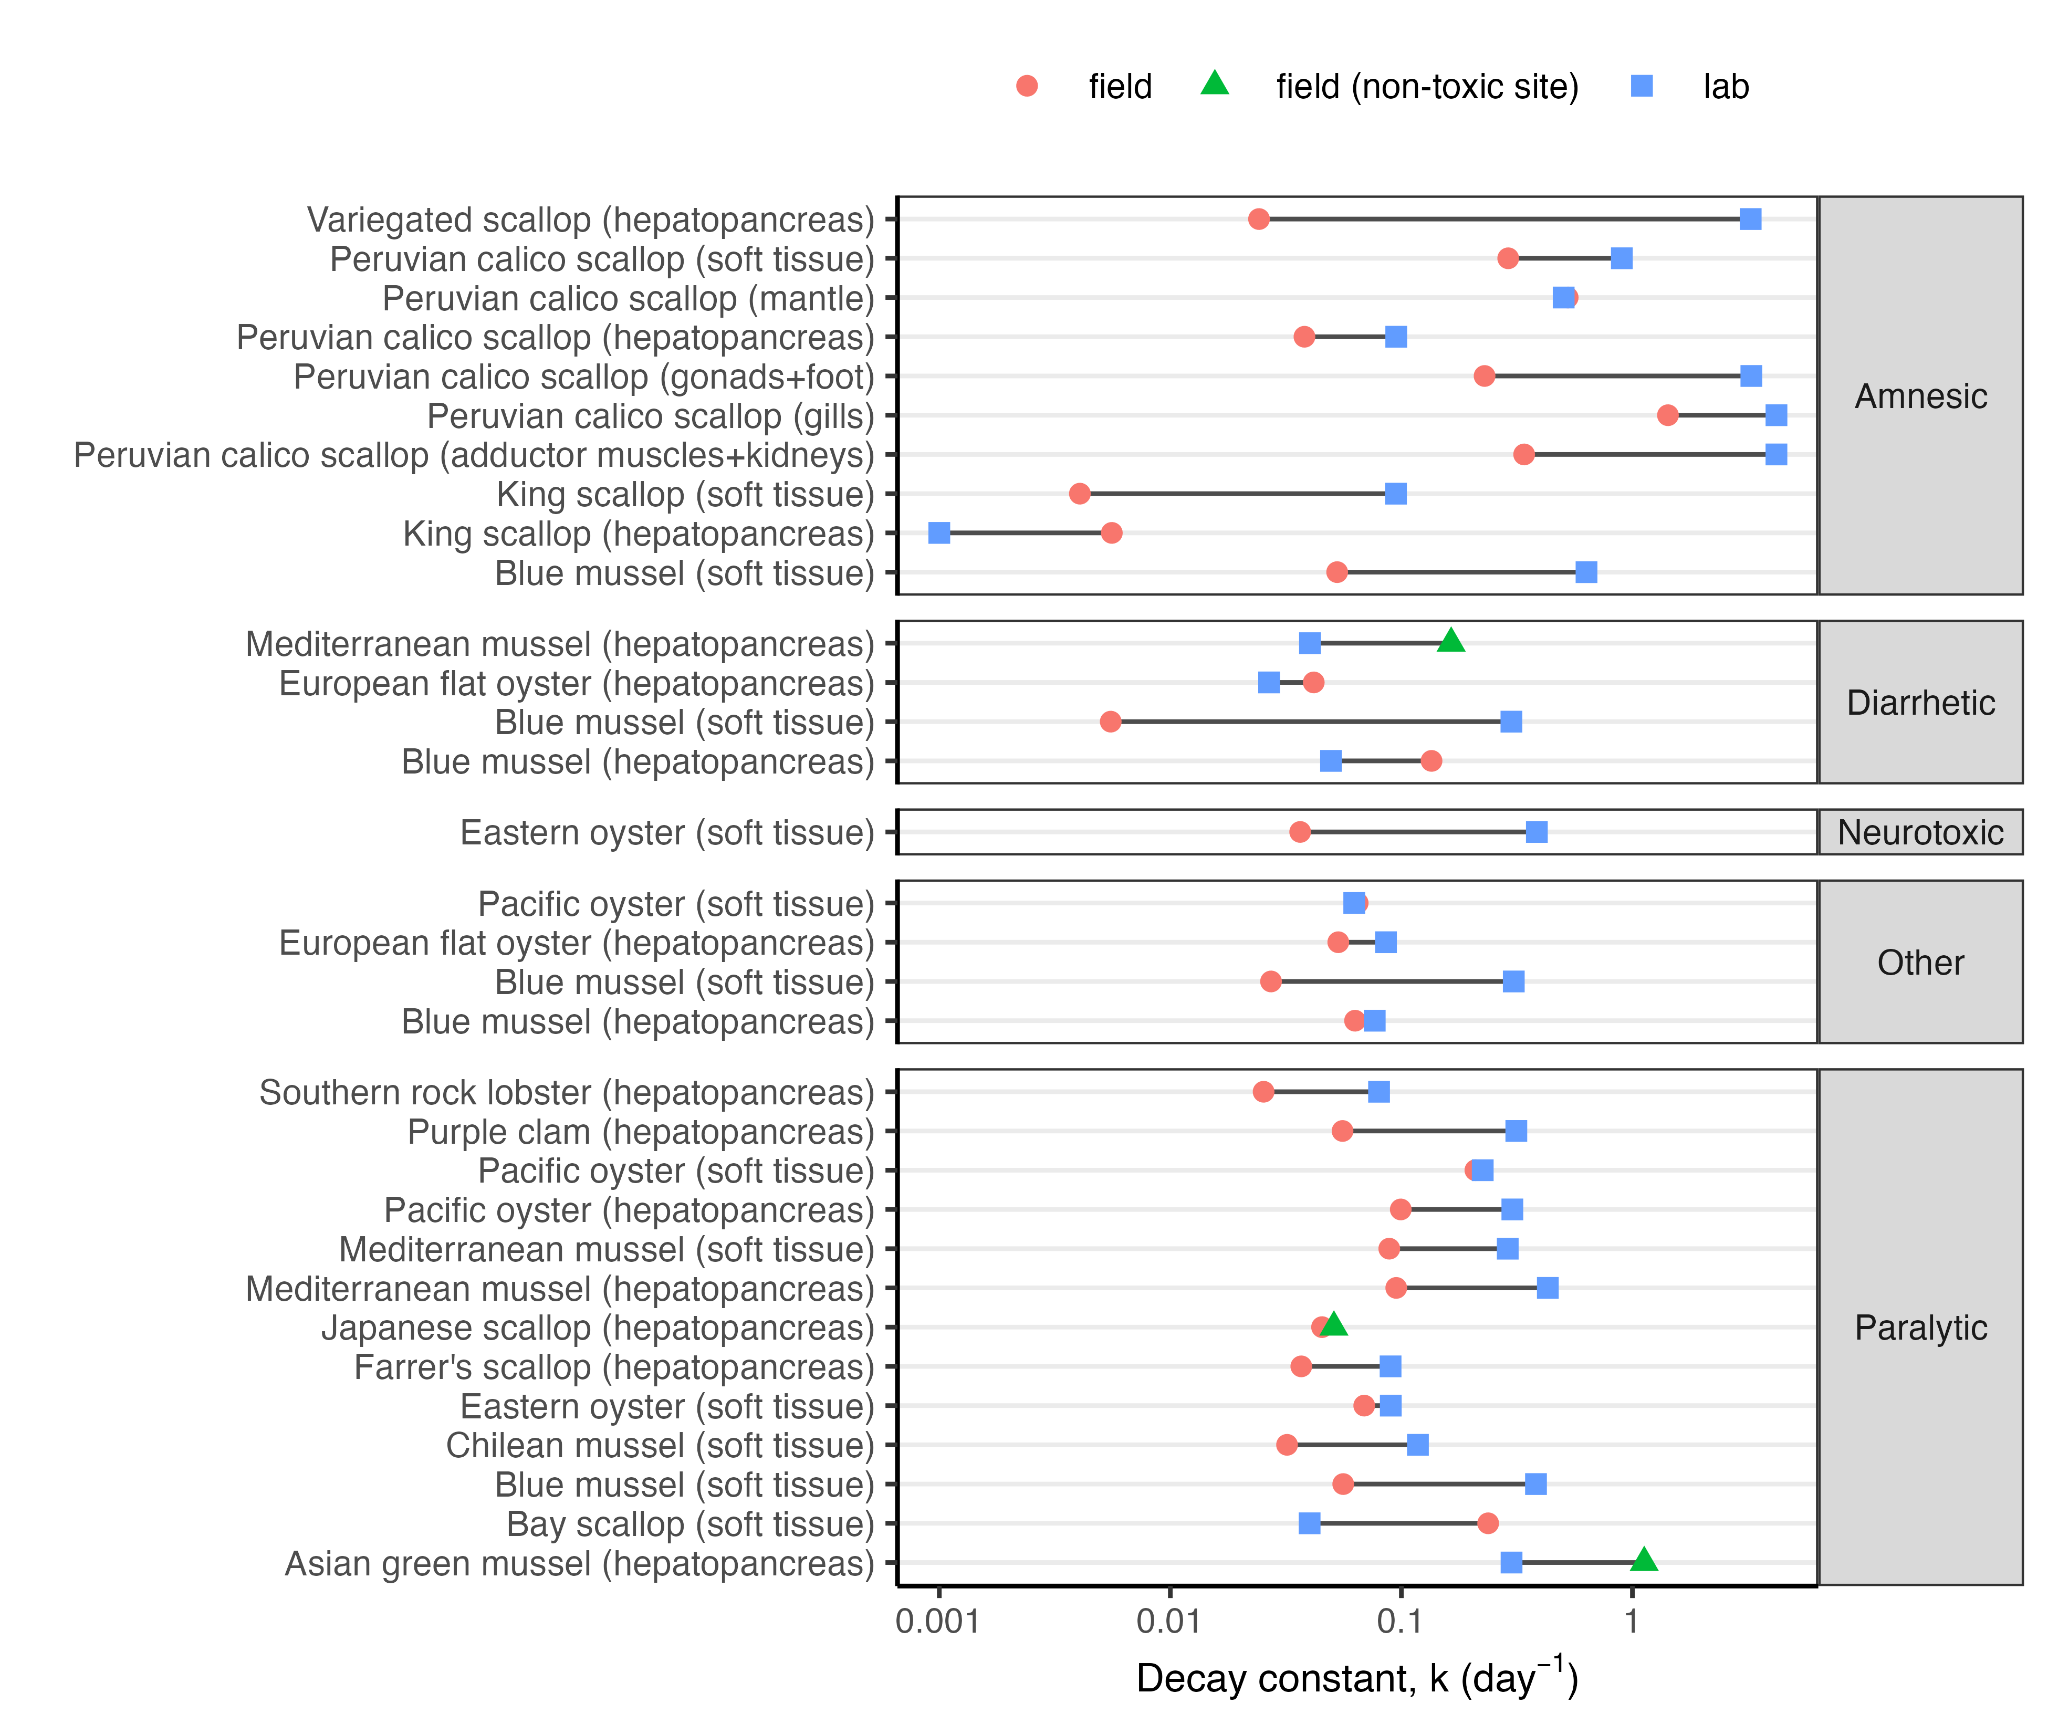 field field (non-toxic site) lab
Variegated scallop (hepatopancreas)
Peruvian calico scallop (soft tissue)
Peruvian calico scallop (mantle)
Peruvian calico scallop (hepatopancreas)
Peruvian calico scallop (gonads+foot)
Peruvian calico scallop (gills)
Peruvian calico scallop (adductor muscles+kidneys)
King scallop (soft tissue)
King scallop (hepatopancreas)
Blue mussel (soft tissue)
Amnesic
Mediterranean mussel (hepatopancreas)
European flat oyster (hepatopancreas)
Blue mussel (soft tissue)
Blue mussel (hepatopancreas)
Diarrhetic
Eastern oyster (soft tissue)
Neurotoxic
Pacific oyster (soft tissue)
European flat oyster (hepatopancreas)
Blue mussel (soft tissue)
Blue mussel (hepatopancreas)
Other
Southern rock lobster (hepatopancreas)
Purple clam (hepatopancreas)
Pacific oyster (soft tissue)
Pacific oyster (hepatopancreas)
Mediterranean mussel (soft tissue)
Mediterranean mussel (hepatopancreas)
Japanese scallop (hepatopancreas)
Farrer's scallop (hepatopancreas)
Eastern oyster (soft tissue)
Chilean mussel (soft tissue)
Blue mussel (soft tissue)
Bay scallop (soft tissue)
Asian green mussel (hepatopancreas)
Paralytic
0.001 0.01 0.1 1
Decay constant, k (day⁻¹)